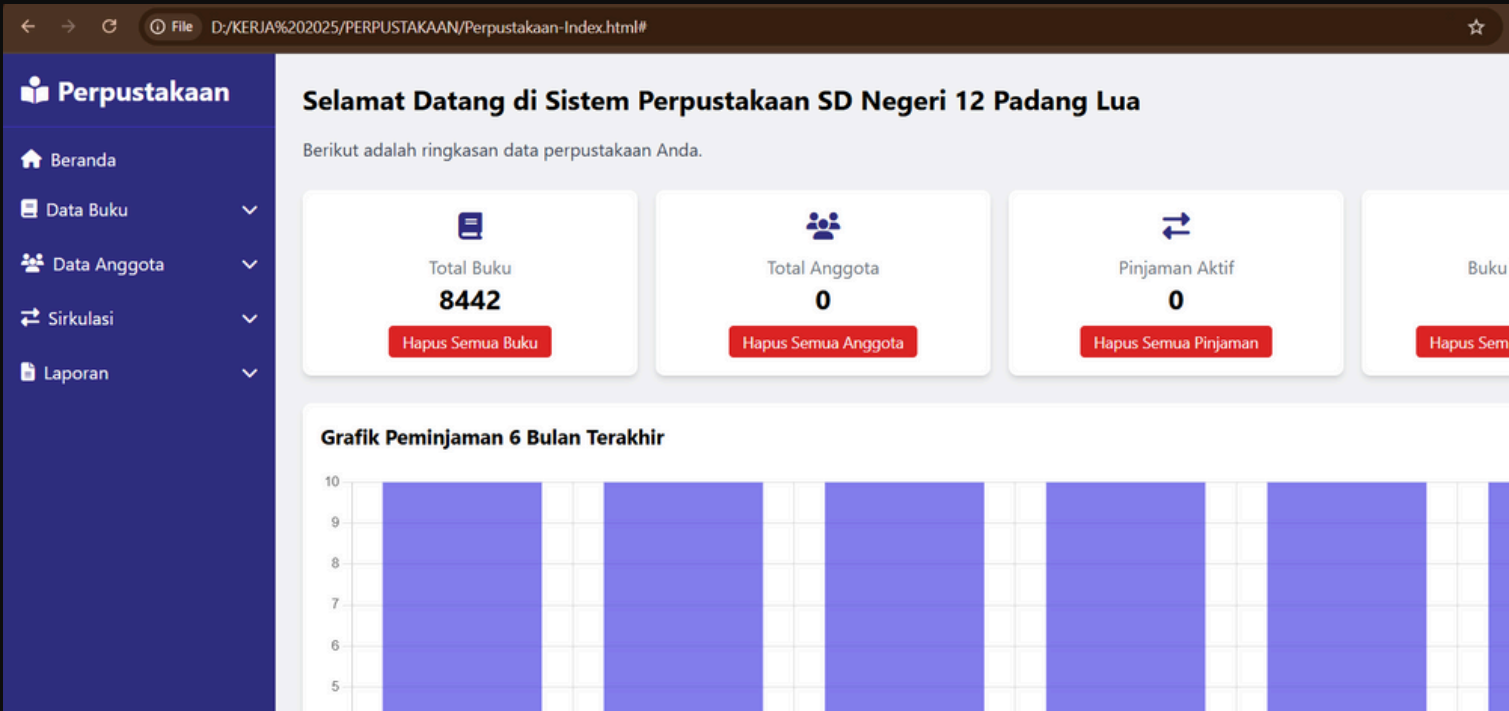 File D:/KERJA%202025/PERPUSTAKAAN/Perpustakaan-Index.html#
Perpustakaan
Beranda
Data Buku
Data Anggota
Sirkulasi
Laporan
Selamat Datang di Sistem Perpustakaan SD Negeri 12 Padang Lua
Berikut adalah ringkasan data perpustakaan Anda.
Total Buku
8442
Hapus Semua Buku
Total Anggota
0
Hapus Semua Anggota
Pinjaman Aktif
0
Hapus Semua Pinjaman
Buku
Hapus Sem
Grafik Peminjaman 6 Bulan Terakhir
10
9
8
7
6
5